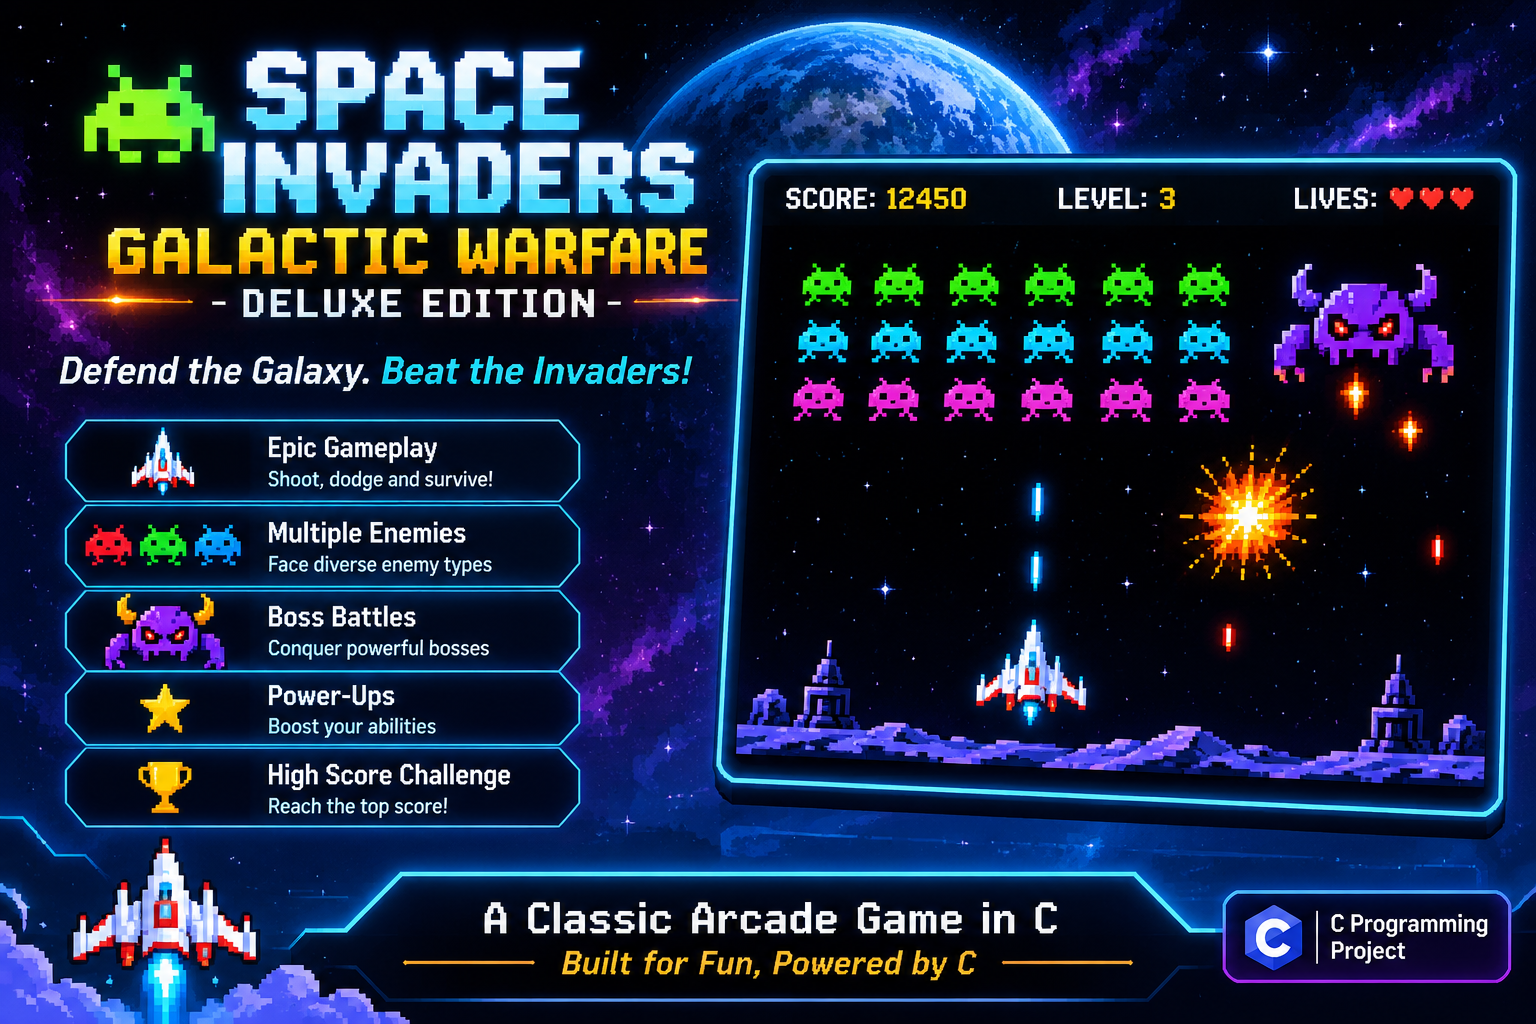 SPACE
INVADERS
GALACTIC WARFARE
- DELUXE EDITION -
Defend the Galaxy. Beat the Invaders!
Epic Gameplay
Shoot, dodge and survive!
Multiple Enemies
Face diverse enemy types
Boss Battles
Conquer powerful bosses
Power-Ups
Boost your abilities
High Score Challenge
Reach the top score!
SCORE: 12450 LEVEL: 3 LIVES:
A Classic Arcade Game in C
Built for Fun, Powered by C
C
C Programming
Project